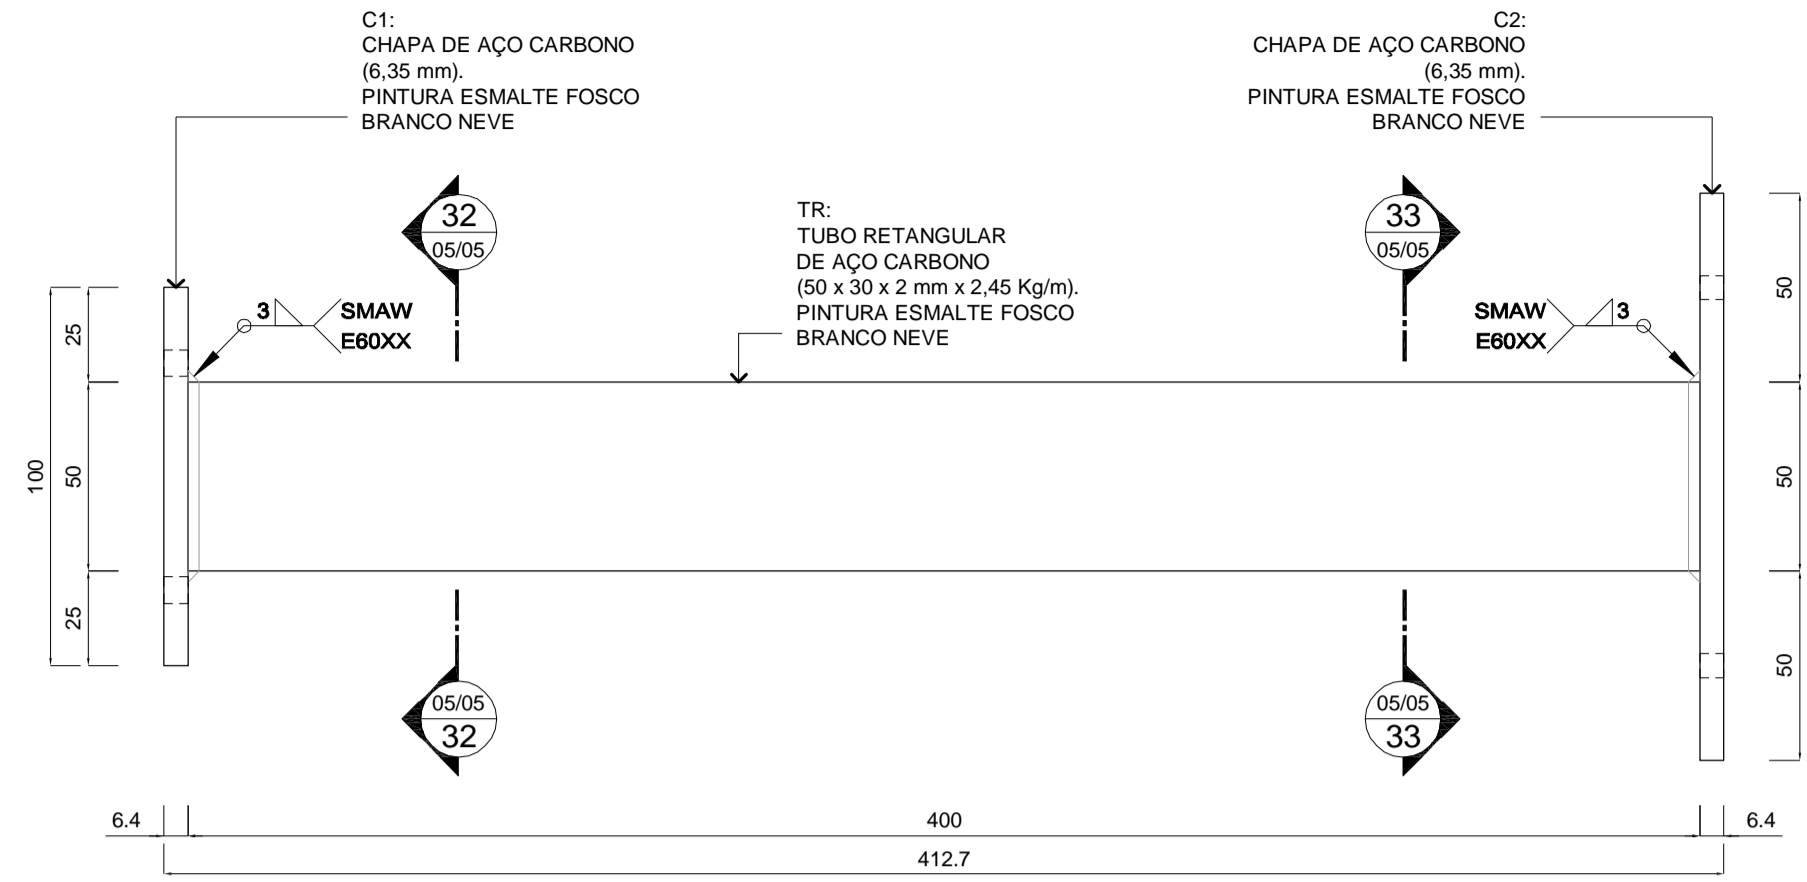 C1:
CHAPA DE AÇO CARBONO
(6,35 mm).
PINTURA ESMALTE FOSCO
BRANCO NEVE
C2:
CHAPA DE AÇO CARBONO
(6,35 mm).
PINTURA ESMALTE FOSCO
BRANCO NEVE
32
05/05
TR:
TUBO RETANGULAR
DE AÇO CARBONO
(50 x 30 x 2 mm x 2,45 Kg/m).
PINTURA ESMALTE FOSCO
BRANCO NEVE
33
05/05
3
SMAW
E60XX
SMAW
E60XX
3
25
50
25
100
50
50
50
05/05
32
05/05
33
6.4
400
6.4
412.7